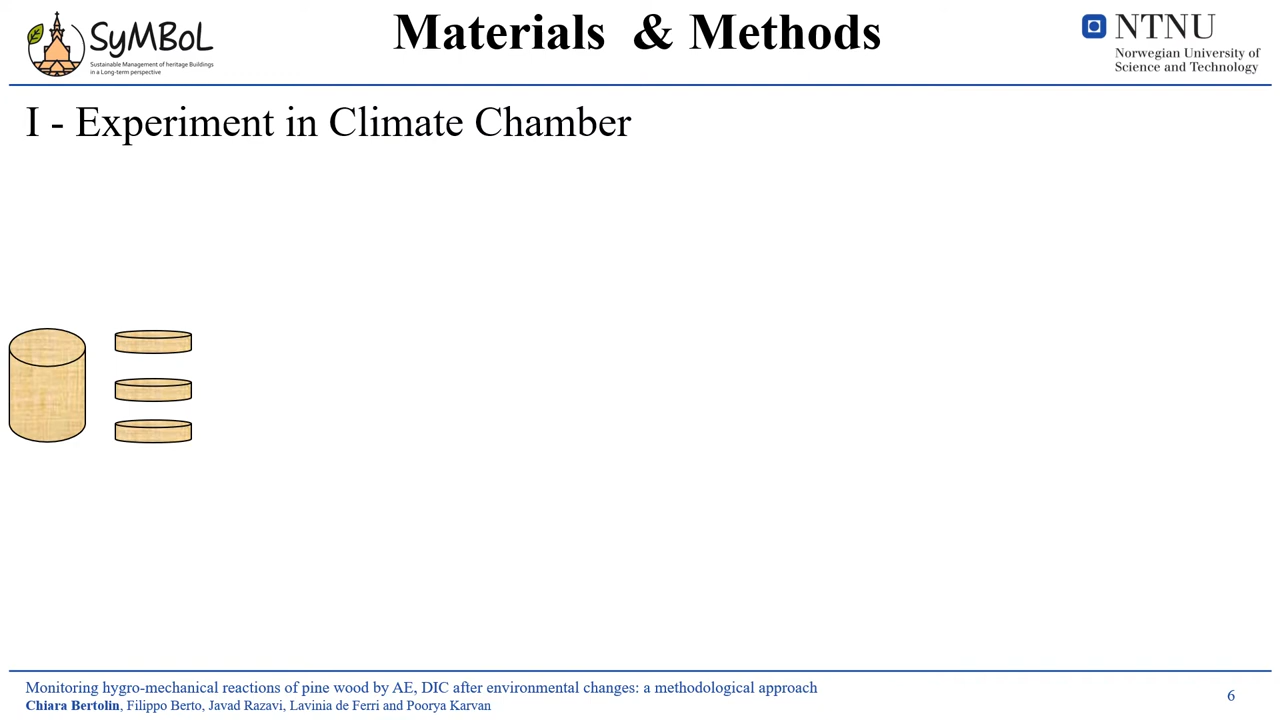 SyMBoL
Sustainable Management of heritage Buildings
in a Long-term perspective
Materials & Methods
NTNU
Norwegian University of
Science and Technology
I - Experiment in Climate Chamber
Monitoring hygro-mechanical reactions of pine wood by AE, DIC after environmental changes: a methodological approach
Chiara Bertolin, Filippo Berto, Javad Razavi, Lavinia de Ferri and Poorya Karvan
6